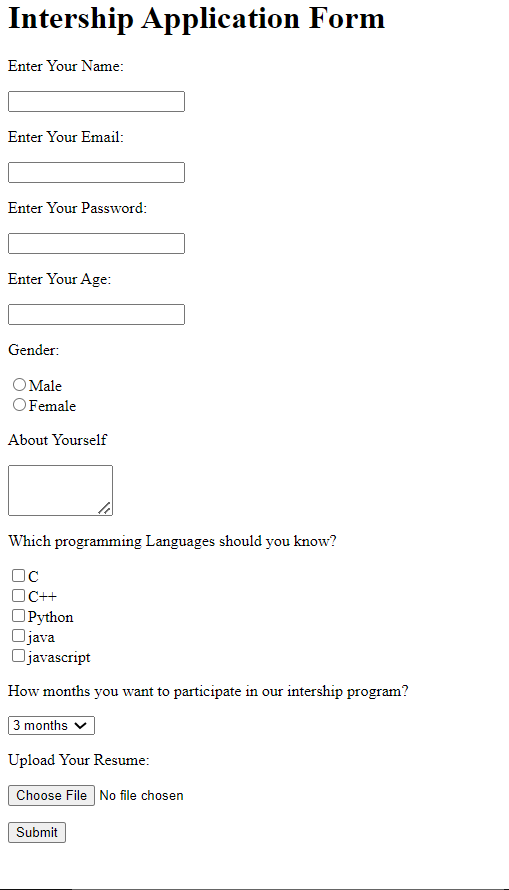 Intership Application Form
Enter Your Name:
Enter Your Email:
Enter Your Password:
Enter Your Age:
Gender:
Male
Female
About Yourself
Which programming Languages should you know?
C
C++
Python
java
javascript
How months you want to participate in our intership program?
3 months
Upload Your Resume:
Choose File No file chosen
Submit